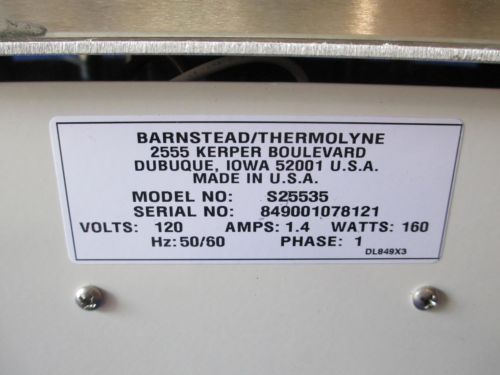 BARNSTEAD/THERMOLYNE
2555 KERPER BOULEVARD
DUBUQUE, IOWA 52001 U.S.A.
MADE IN U.S.A.
MODEL NO: S25535
SERIAL NO: 849001078121
VOLTS: 120 AMPS: 1.4 WATTS: 160
Hz: 50/60 PHASE: 1
DL849X3